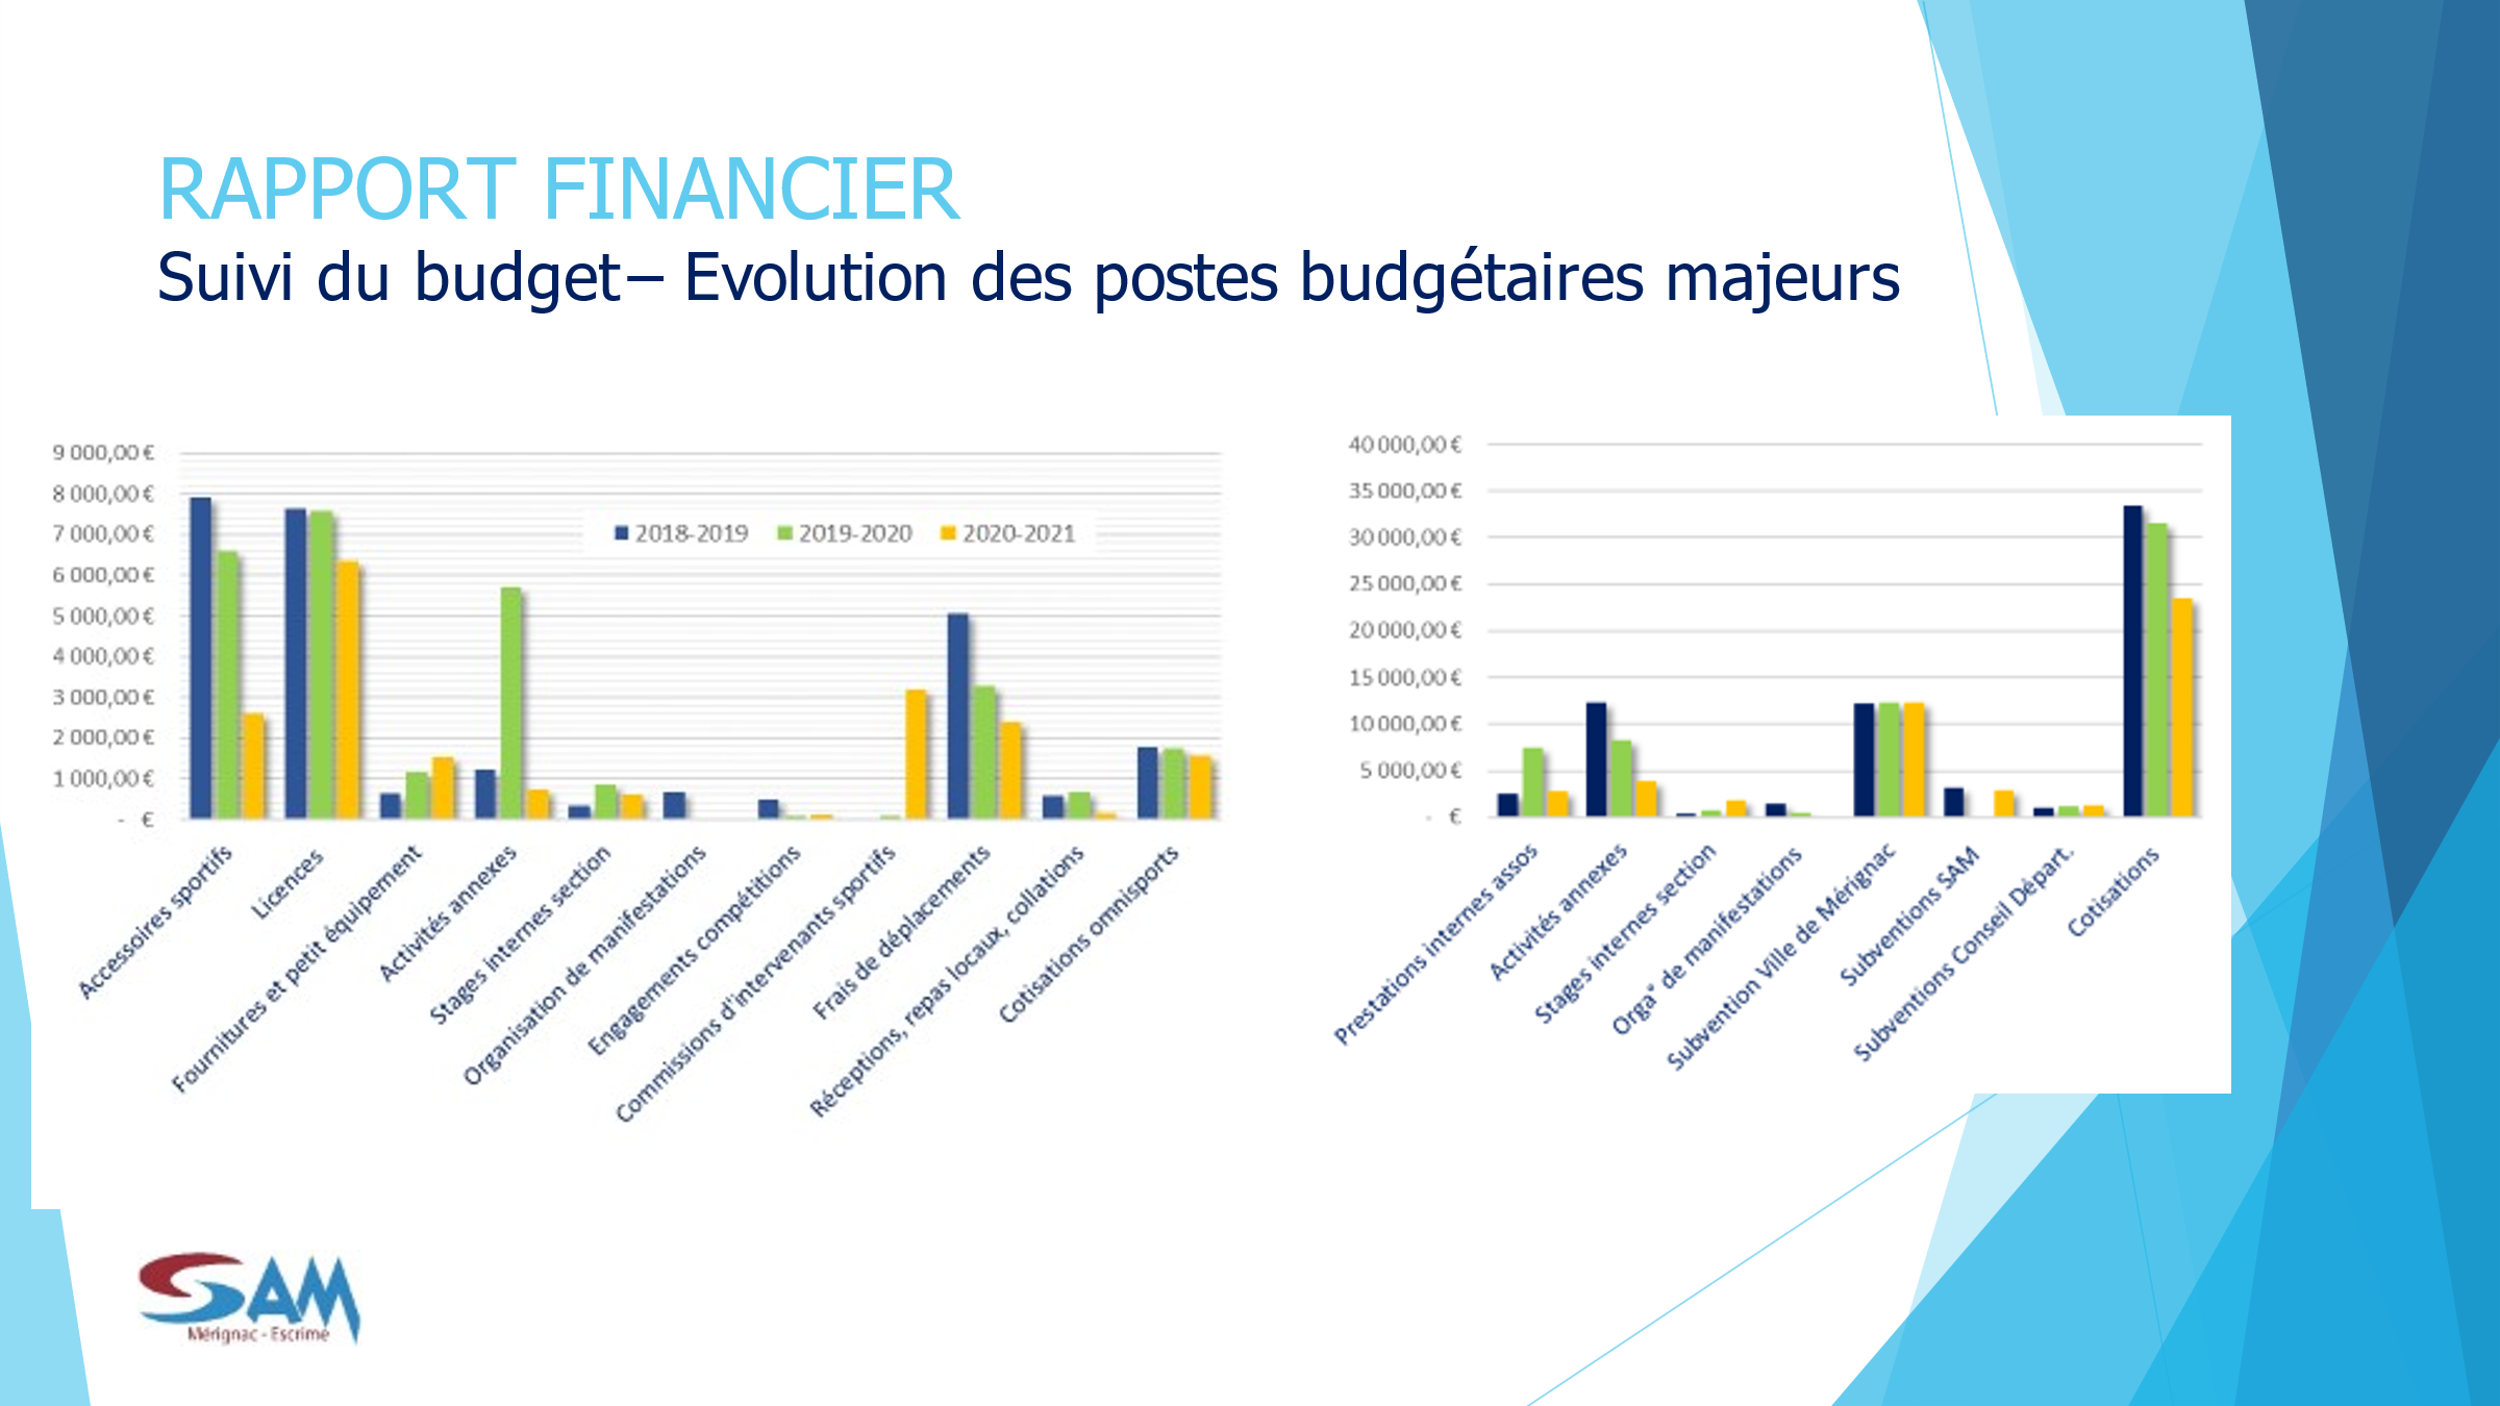 RAPPORT FINANCIER
Suivi du budget– Evolution des postes budgétaires majeurs
9 000,00 €
8 000,00 €
7 000,00 €
6 000,00 €
5 000,00 €
4 000,00 €
3 000,00 €
2 000,00 €
1 000,00 €
- €
2018-2019
2019-2020
2020-2021
Accessoires sportifs
Licences
Fournitures et petit équipement
Activités annexes
Stages internes section
Organisation de manifestations
Engagements compétitions
Commissions d'intervenants sportifs
Frais de déplacements
Réceptions, repas locaux, collations
Cotisations omnisports
40 000,00 €
35 000,00 €
30 000,00 €
25 000,00 €
20 000,00 €
15 000,00 €
10 000,00 €
5 000,00 €
- €
Prestations internes assos
Activités annexes
Stages internes section
Orga° de manifestations
Subvention Ville de Mérignac
Subventions SAM
Subventions Conseil Départ.
Cotisations
SAM
Mérignac - Escrime